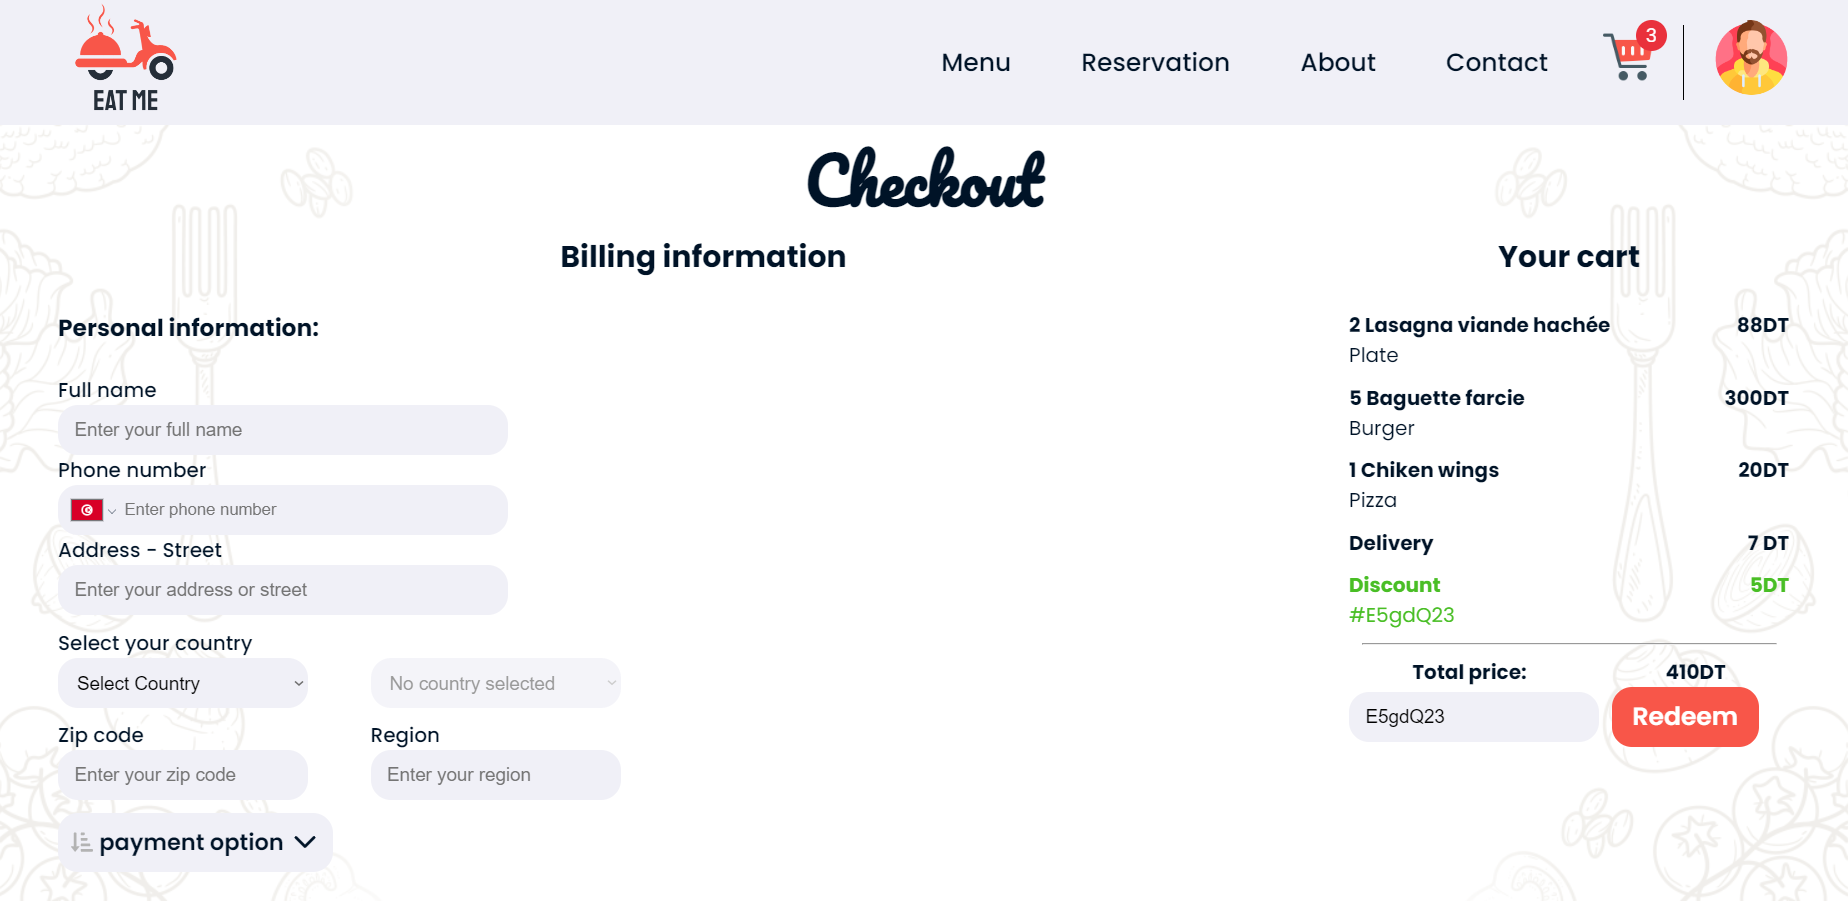 EAT ME
Menu Reservation About Contact 3
Checkout
Billing information
Personal information:
Full name
Enter your full name
Phone number
Enter phone number
Address - Street
Enter your address or street
Select your country
Select Country No country selected
Zip code Region
Enter your zip code Enter your region
payment option
Your cart
2 Lasagna viande hachée 88DT
Plate
5 Baguette farcie 300DT
Burger
1 Chiken wings 20DT
Pizza
Delivery 7 DT
Discount 5DT
#E5gdQ23
Total price: 410DT
E5gdQ23 Redeem